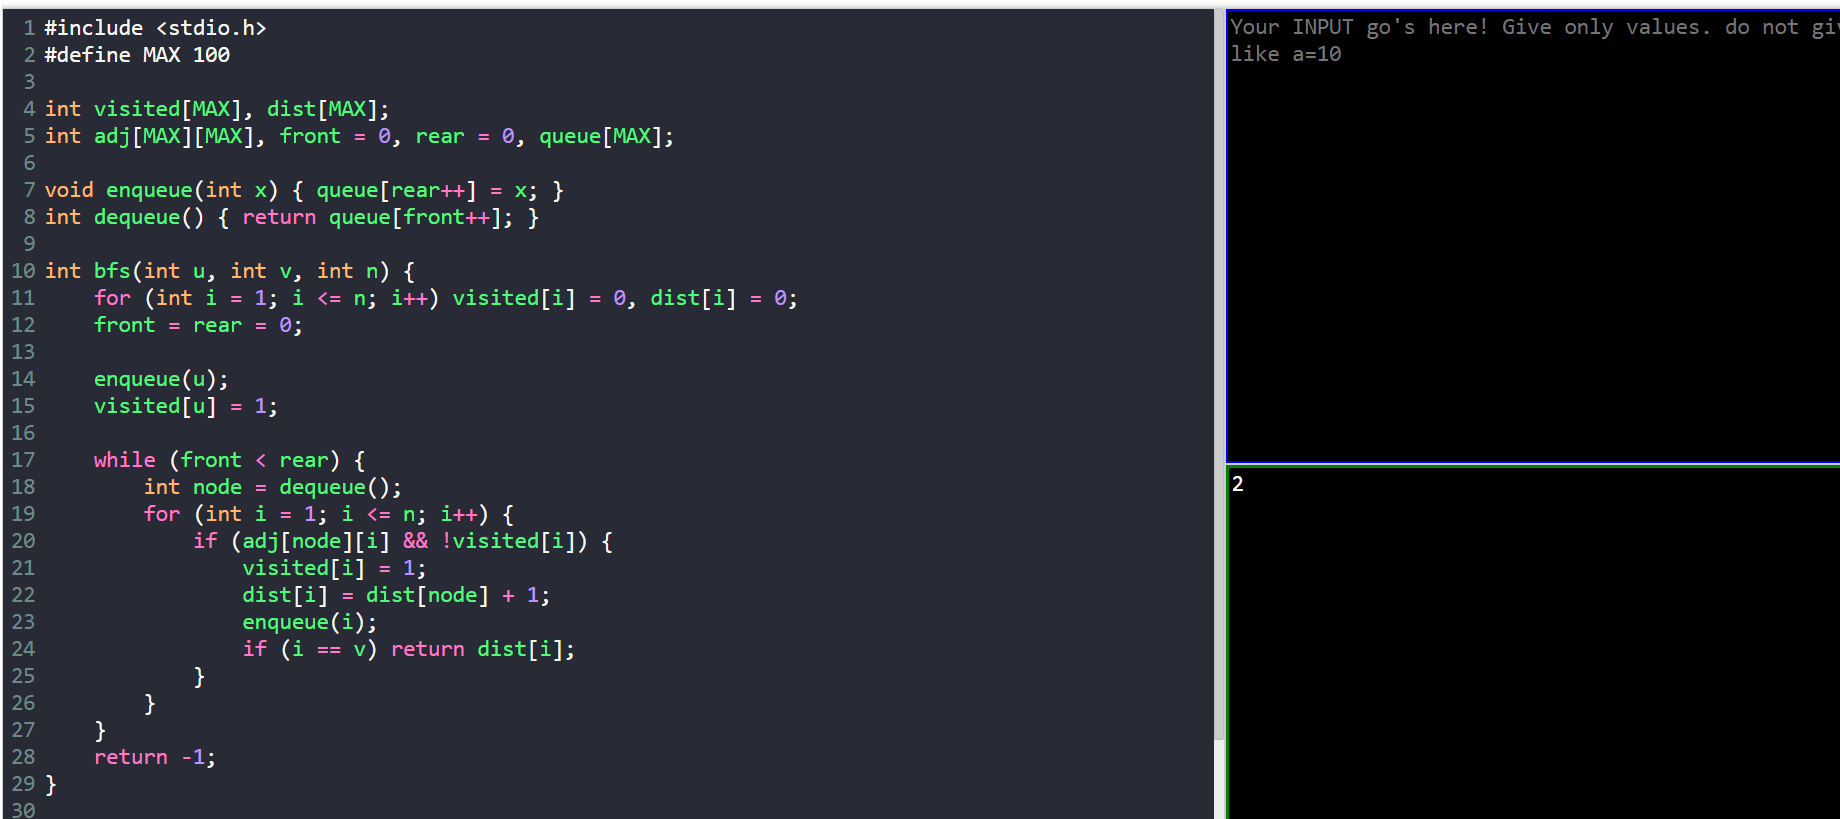 1 #include <stdio.h>
2 #define MAX 100
3
4 int visited[MAX], dist[MAX];
5 int adj[MAX][MAX], front = 0, rear = 0, queue[MAX];
6
7 void enqueue(int x) { queue[rear++] = x; }
8 int dequeue() { return queue[front++]; }
9
10 int bfs(int u, int v, int n) {
11     for (int i = 1; i <= n; i++) visited[i] = 0, dist[i] = 0;
12     front = rear = 0;
13
14     enqueue(u);
15     visited[u] = 1;
16
17     while (front < rear) {
18         int node = dequeue();
19         for (int i = 1; i <= n; i++) {
20             if (adj[node][i] && !visited[i]) {
21                 visited[i] = 1;
22                 dist[i] = dist[node] + 1;
23                 enqueue(i);
24                 if (i == v) return dist[i];
25             }
26         }
27     }
28     return -1;
29 }
30
Your INPUT go's here! Give only values. do not
like a=10
2